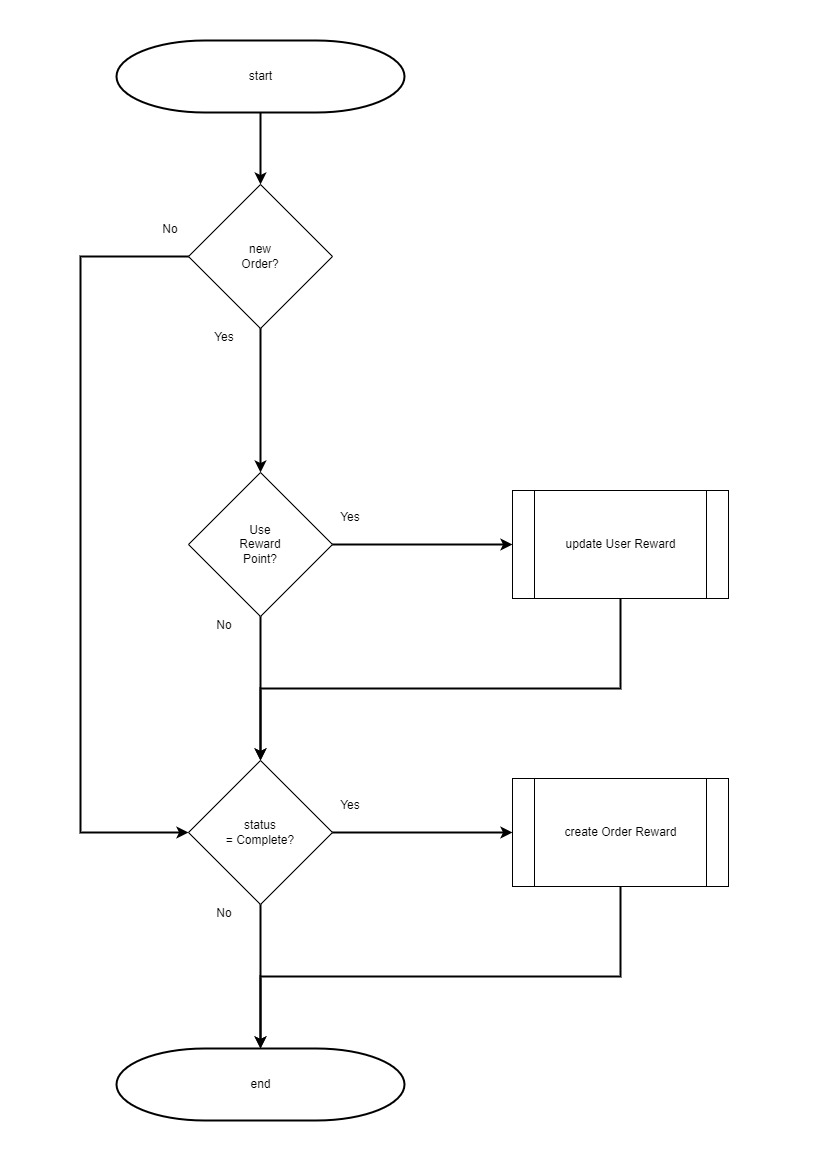 start
No
new
Order?
Yes
Use
Reward
Point?
Yes
update User Reward
No
status
= Complete?
Yes
create Order Reward
No
end